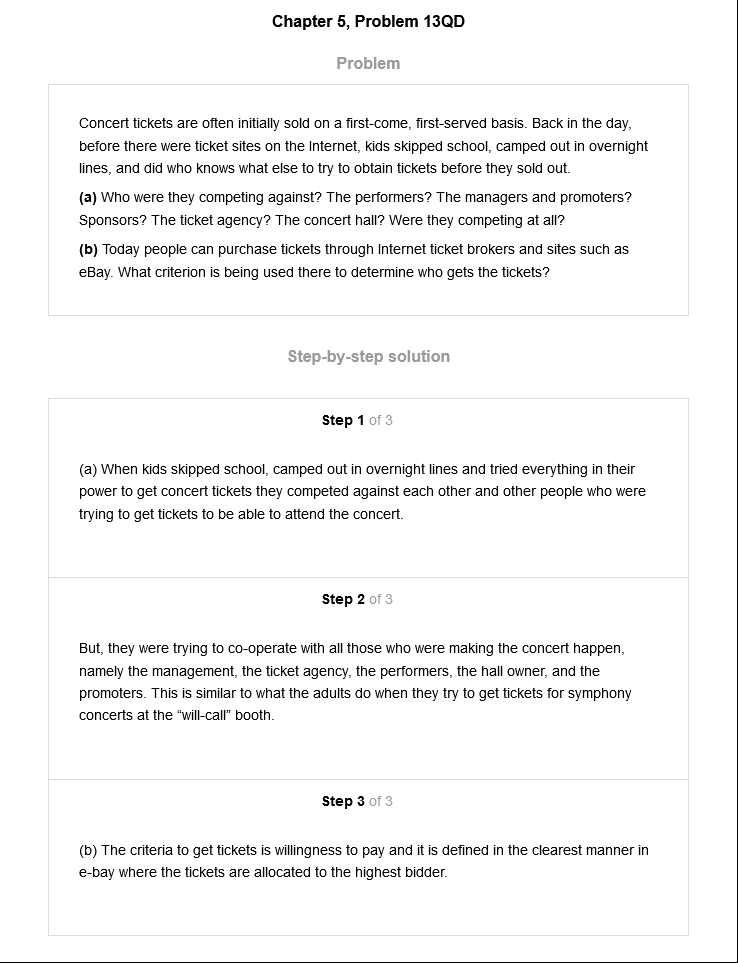 Chapter 5, Problem 13QD
Problem
Concert tickets are often initially sold on a first-come, first-served basis. Back in the day,
before there were ticket sites on the Internet, kids skipped school, camped out in overnight
lines, and did who knows what else to try to obtain tickets before they sold out.
(a) Who were they competing against? The performers? The managers and promoters?
Sponsors? The ticket agency? The concert hall? Were they competing at all?
(b) Today people can purchase tickets through Internet ticket brokers and sites such as
eBay. What criterion is being used there to determine who gets the tickets?
Step-by-step solution
Step 1 of 3
(a) When kids skipped school, camped out in overnight lines and tried everything in their
power to get concert tickets they competed against each other and other people who were
trying to get tickets to be able to attend the concert.
Step 2 of 3
But, they were trying to co-operate with all those who were making the concert happen,
namely the management, the ticket agency, the performers, the hall owner, and the
promoters. This is similar to what the adults do when they try to get tickets for symphony
concerts at the “will-call” booth.
Step 3 of 3
(b) The criteria to get tickets is willingness to pay and it is defined in the clearest manner in
e-bay where the tickets are allocated to the highest bidder.